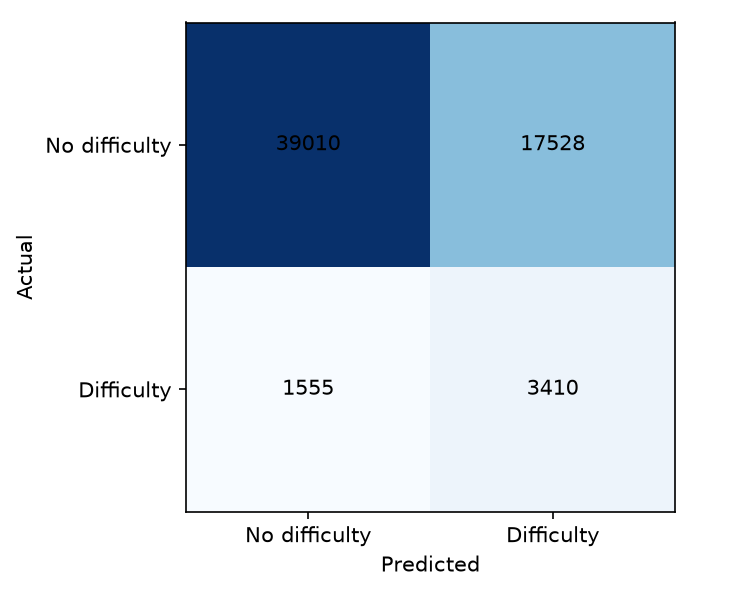 No difficulty
39010
17528
Actual
Difficulty
1555
3410
No difficulty
Difficulty
Predicted